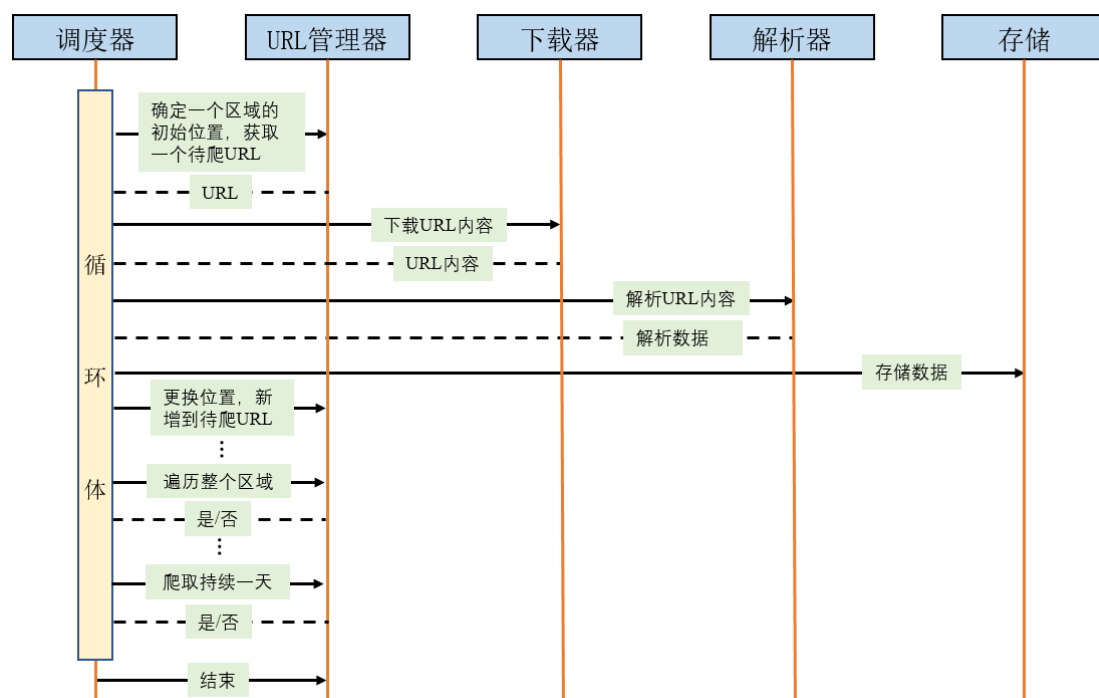 调度器
URL管理器
下载器
解析器
存储
循
环
体
确定一个区域的
初始位置，获取
一个待爬URL
URL
下载URL内容
URL内容
解析URL内容
解析数据
存储数据
更换位置，新
增到待爬URL
⋮
遍历整个区域
是/否
⋮
爬取持续一天
是/否
结束